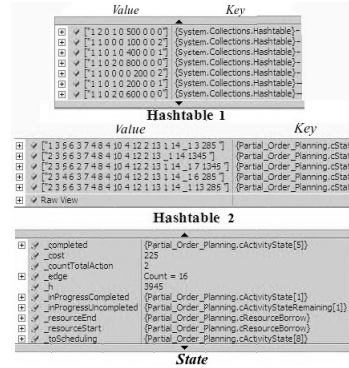 Value Key
["1 2 0 1 0 500 0 0 0"] {System.Collections.Hashtable}
["1 0 0 0 0 100 0 0 2"] {System.Collections.Hashtable}
["1 0 1 1 0 400 0 0 1"] {System.Collections.Hashtable}
["1 1 0 2 0 800 0 0 0"] {System.Collections.Hashtable}
["1 0 0 0 0 200 0 2"] {System.Collections.Hashtable}
["1 0 1 1 0 200 0 0 1"] {System.Collections.Hashtable}
["1 1 0 2 0 600 0 0 0"] {System.Collections.Hashtable}
Hashtable 1
Value Key
["1 3 5 6 3 7 4 8 4 10 4 12 2 13 1 14 _1 3 285 "] {Partial_Order_Planning.cStat
["2 3 5 6 3 7 4 8 4 10 4 12 2 13 _1 14 1345 "] {Partial_Order_Planning.cStat
["2 3 5 6 2 7 4 8 4 10 4 12 2 13 1 14 _1 7 1345 "] {Partial_Order_Planning.cStat
["2 3 5 6 2 7 4 8 4 10 4 12 2 13 1 14 _1 6 285 "] {Partial_Order_Planning.cStat
["2 3 5 6 3 7 4 8 4 10 4 12 1 13 1 14 _1 13 285 "] {Partial_Order_Planning.cStat
Raw View
Hashtable 2
_completed {Partial_Order_Planning.cActivityState[5]}
_cost 225
_countTotalAction 2
_edge Count = 16
_h 3945
_inProgressCompleted {Partial_Order_Planning.cActivityState[1]}
_inProgressUncompleted {Partial_Order_Planning.cActivityStateRemaining[1]}
_resourceEnd {Partial_Order_Planning.cResourceBorrow}
_resourceStart {Partial_Order_Planning.cResourceBorrow}
_toScheduling {Partial_Order_Planning.cActivityState[8]}
State